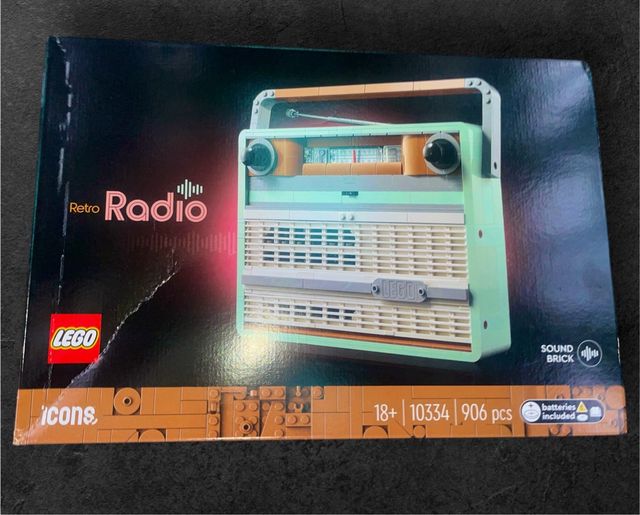 Retro Radio
LEGO
LEGO
SOUND
BRICK
icons
18+ 10334 906 pcs
batteries
included